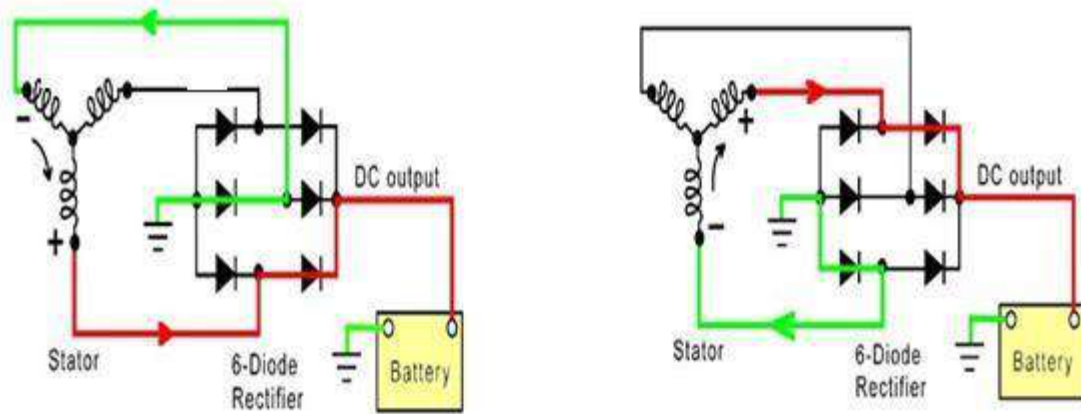 -
+
DC output
Stator
6-Diode
Rectifier
Battery
+
-
DC output
Stator
6-Diode
Rectifier
Battery